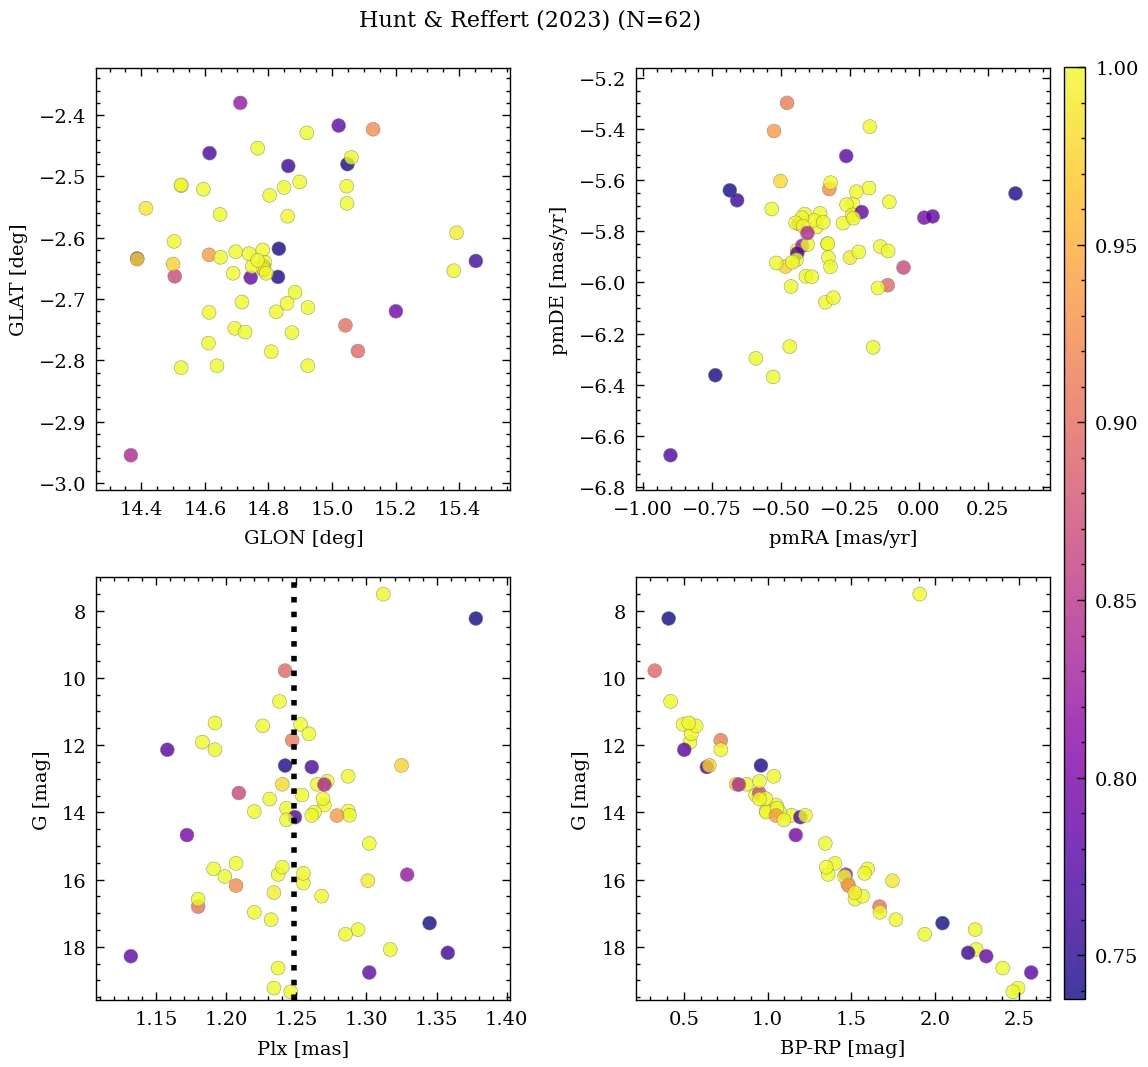 Hunt & Reffert (2023) (N=62)
−2.4
−2.5
−2.6
−2.7
−2.8
−2.9
−3.0
GLAT [deg]
14.4 14.6 14.8 15.0 15.2 15.4
GLON [deg]
−5.2
−5.4
−5.6
−5.8
−6.0
−6.2
−6.4
−6.6
−6.8
pmDE [mas/yr]
−1.00 −0.75 −0.50 −0.25 0.00 0.25
pmRA [mas/yr]
8
10
12
14
16
18
G [mag]
1.15 1.20 1.25 1.30 1.35 1.40
Plx [mas]
8
10
12
14
16
18
G [mag]
0.5 1.0 1.5 2.0 2.5
BP-RP [mag]
1.00
0.95
0.90
0.85
0.80
0.75